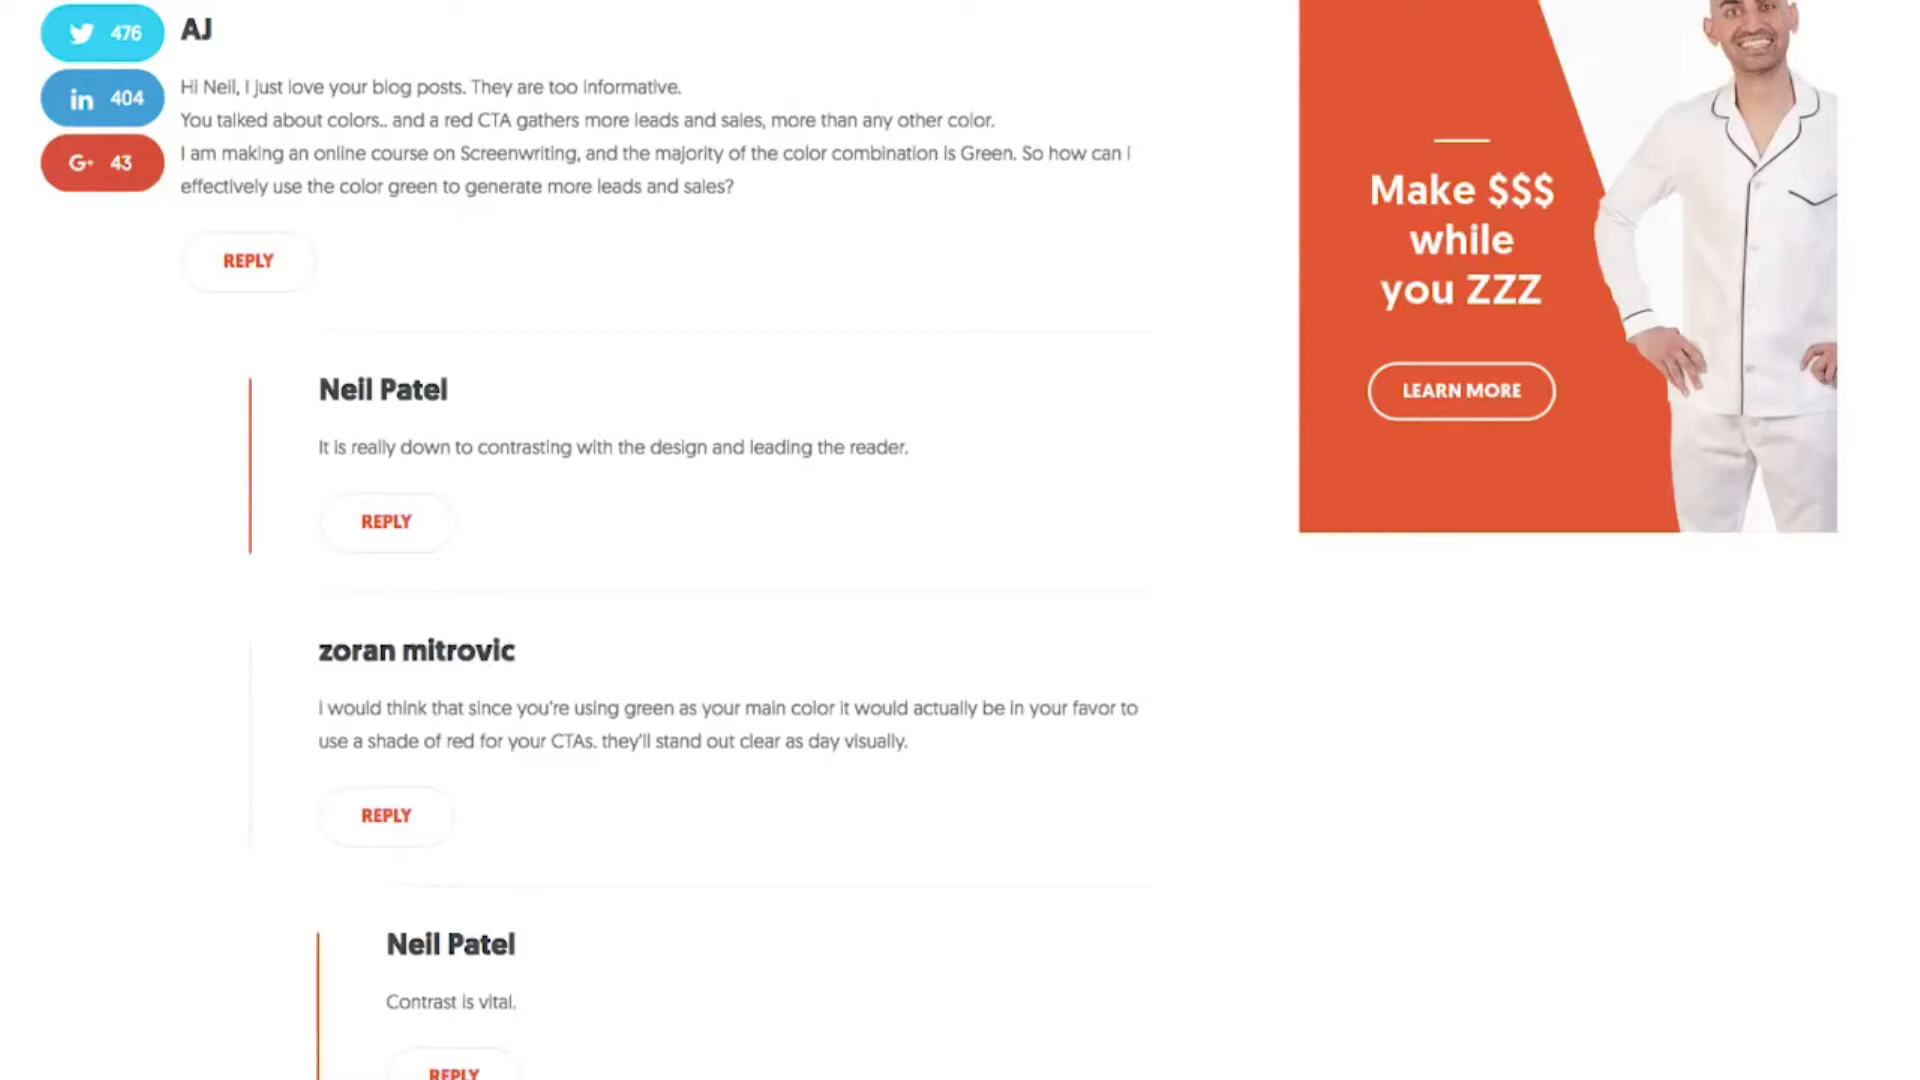 476
404
G+ 43
AJ
Hi Neil, I just love your blog posts. They are too informative.
You talked about colors.. and a red CTA gathers more leads and sales, more than any other color.
I am making an online course on Screenwriting, and the majority of the color combination is Green. So how can I
effectively use the color green to generate more leads and sales?
REPLY
Neil Patel
It is really down to contrasting with the design and leading the reader.
REPLY
zoran mitrovic
I would think that since you're using green as your main color it would actually be in your favor to
use a shade of red for your CTAs. they'll stand out clear as day visually.
REPLY
Neil Patel
Contrast is vital.
REPLY
Make $$$
while
you ZZZ
LEARN MORE